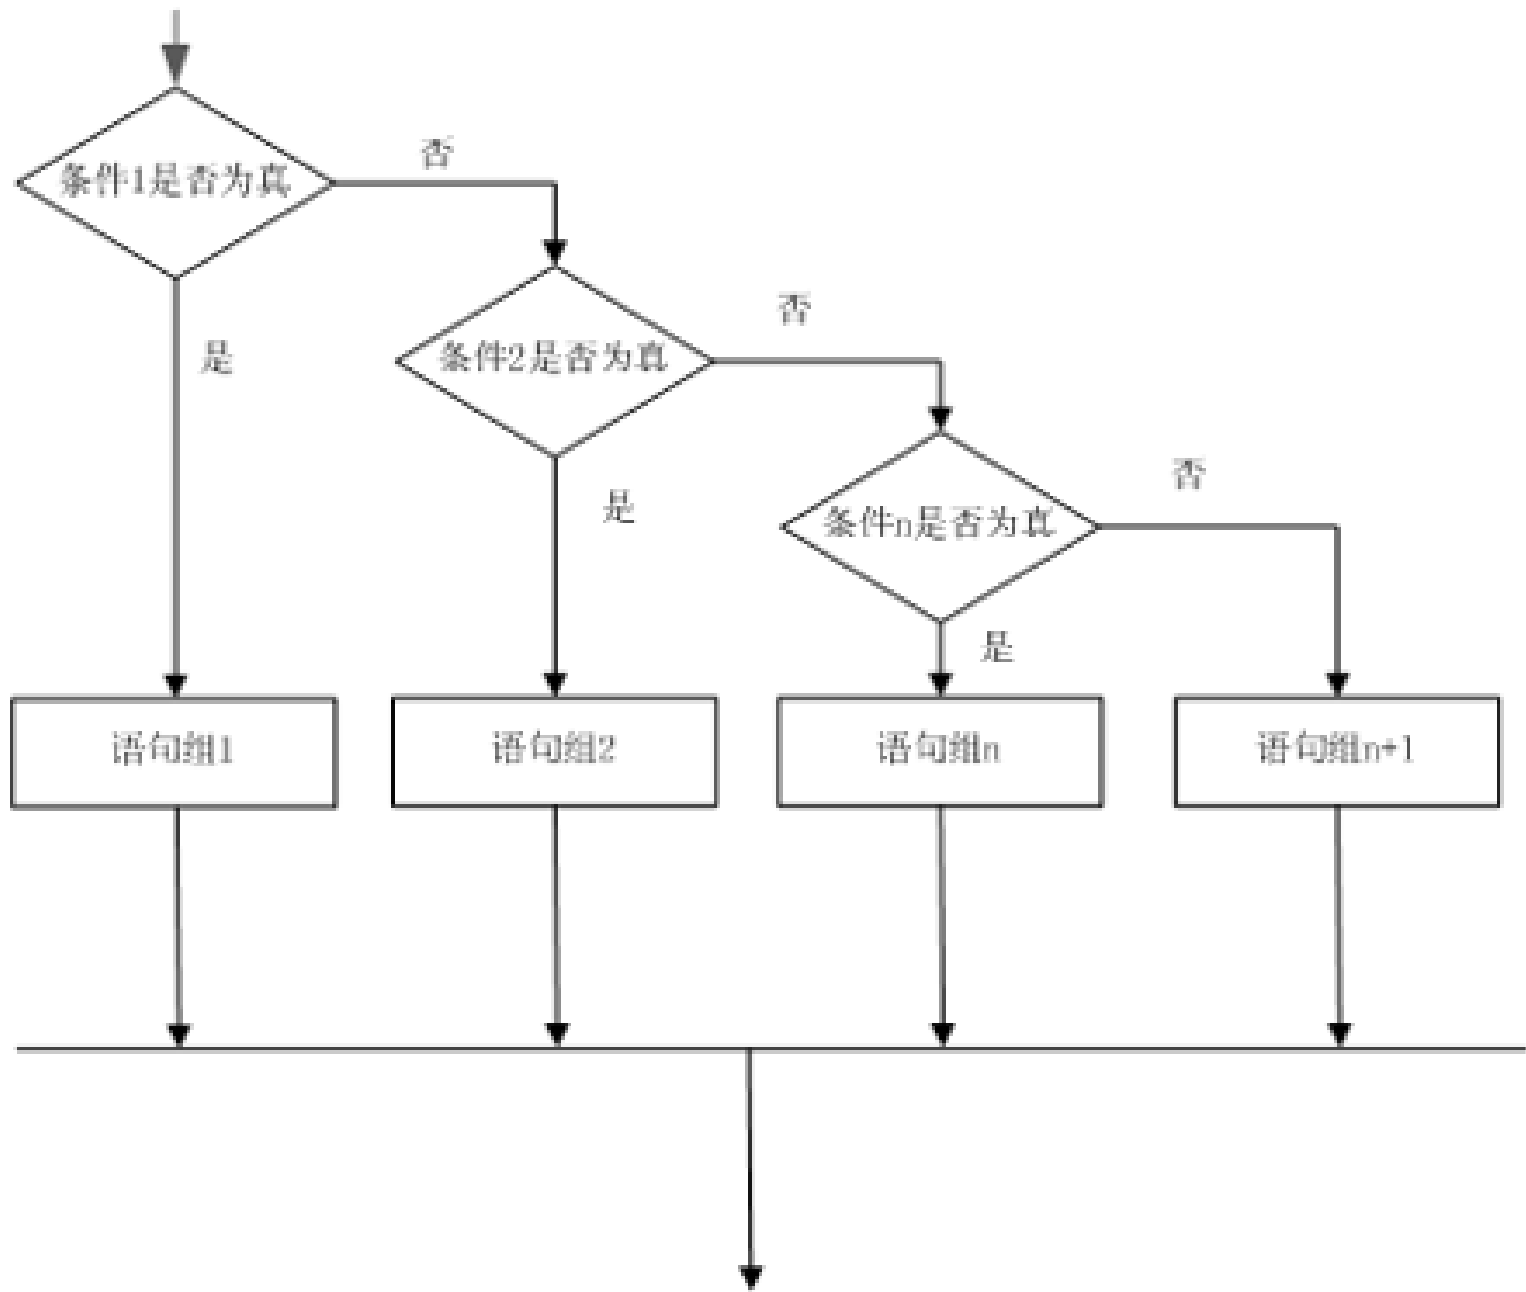 条件1是否为真
否
是
条件2是否为真
否
是
条件n是否为真
否
是
语句组1
语句组2
语句组n
语句组n+1